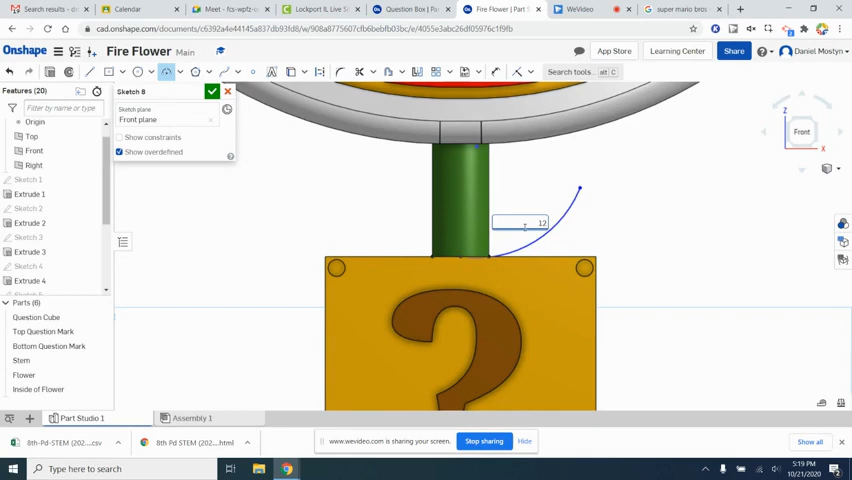 Search results - d
Calendar
Meet - fcs-wpfz-o
Lockport IL Live S
Question Box | Pa
Fire Flower | Part S
WeVideo
super mario bros
cad.onshape.com/documents/c6392eea44145a837db93fd8/w/908a8775607cfb6bebfb03bc/e/4055e3abc26df05976c1f9fb
Onshape
Fire Flower Main
App Store
Learning Center
Share
Daniel Mostyn
Search tools... alt C
Features (20)
Filter by name or type
Origin
Top
Front
Right
Sketch 1
Extrude 1
Sketch 2
Extrude 2
Sketch 3
Extrude 3
Sketch 4
Extrude 4
Parts (6)
Question Cube
Top Question Mark
Bottom Question Mark
Stem
Flower
Inside of Flower
Sketch 8
Sketch plane
Front plane
Show constraints
Show overdefined
12
?
Z
Front
X
Part Studio 1
Assembly 1
8th-Pd-STEM (202....csv
8th Pd STEM (202....html
www.wevideo.com is sharing your screen.
Stop sharing
Hide
Show all
Type here to search
5:19 PM
10/21/2020